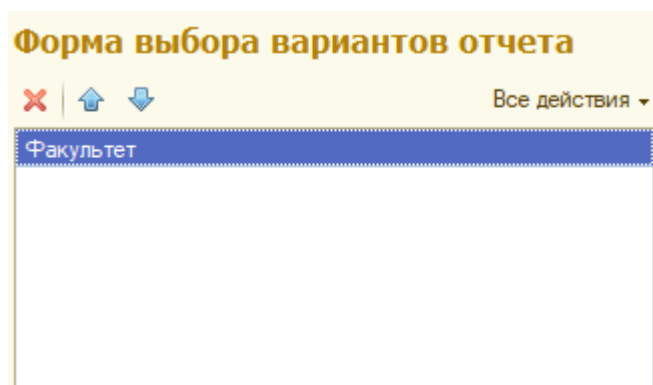 Форма выбора вариантов отчета
Все действия
Факультет